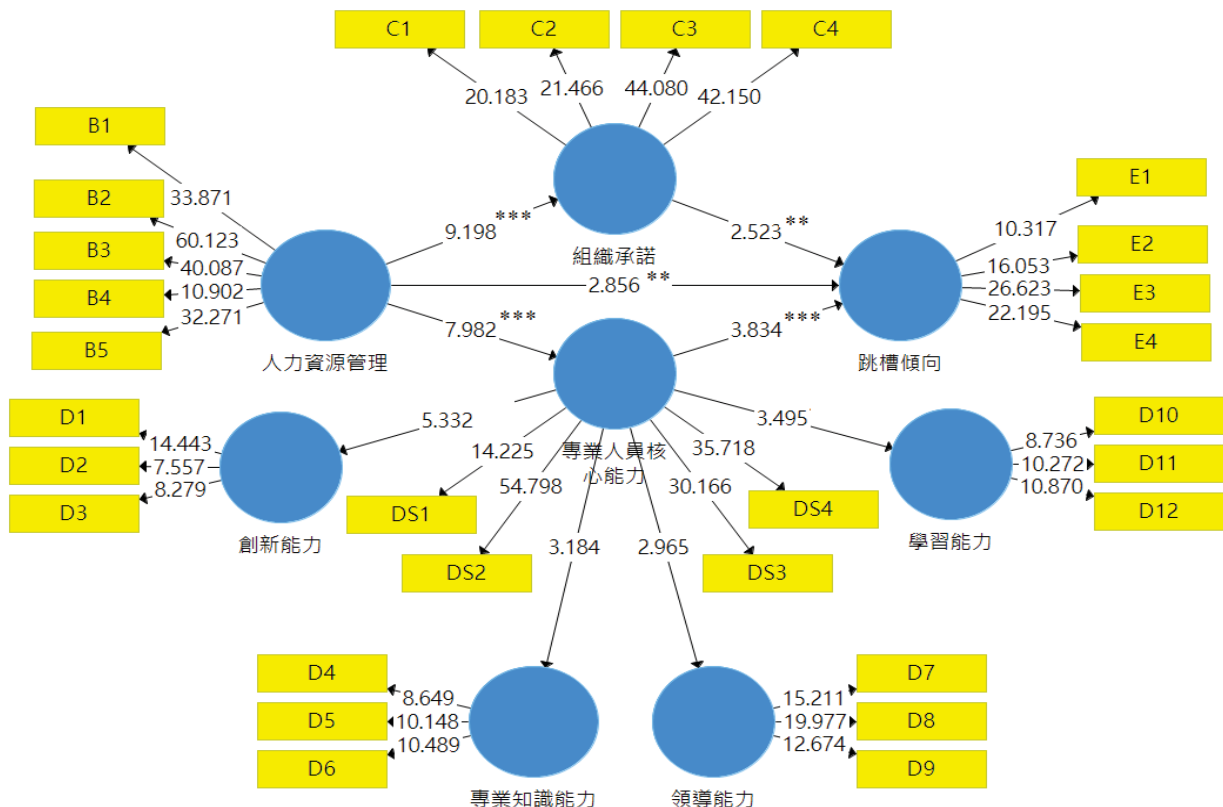 C1
C2
C3
C4
20.183
21.466
44.080
42.150
B1
B2
B3
B4
B5
33.871
60.123
40.087
10.902
32.271
人力資源管理
9.198 ***
組織承諾
2.523 **
2.856 **
7.982 ***
3.834 ***
跳槽傾向
10.317
16.053
26.623
22.195
E1
E2
E3
E4
專業人員核
心能力
D1
D2
D3
14.443
7.557
8.279
創新能力
5.332
14.225
54.798
3.184
2.965
30.166
35.718
3.495
DS1
DS2
DS3
DS4
學習能力
8.736
10.272
10.870
D10
D11
D12
D4
D5
D6
8.649
10.148
10.489
專業知識能力
領導能力
15.211
19.977
12.674
D7
D8
D9